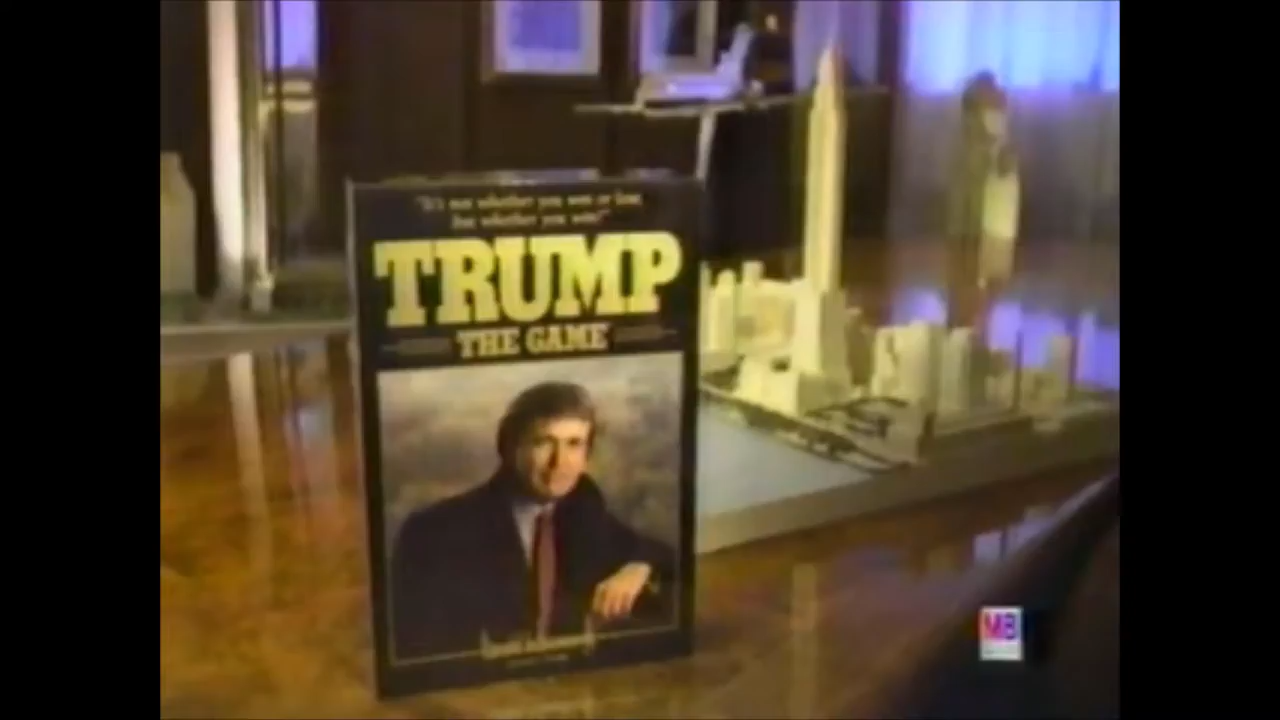 "It's not whether you win or lose,
but whether you win!"
TRUMP
THE GAME
MB